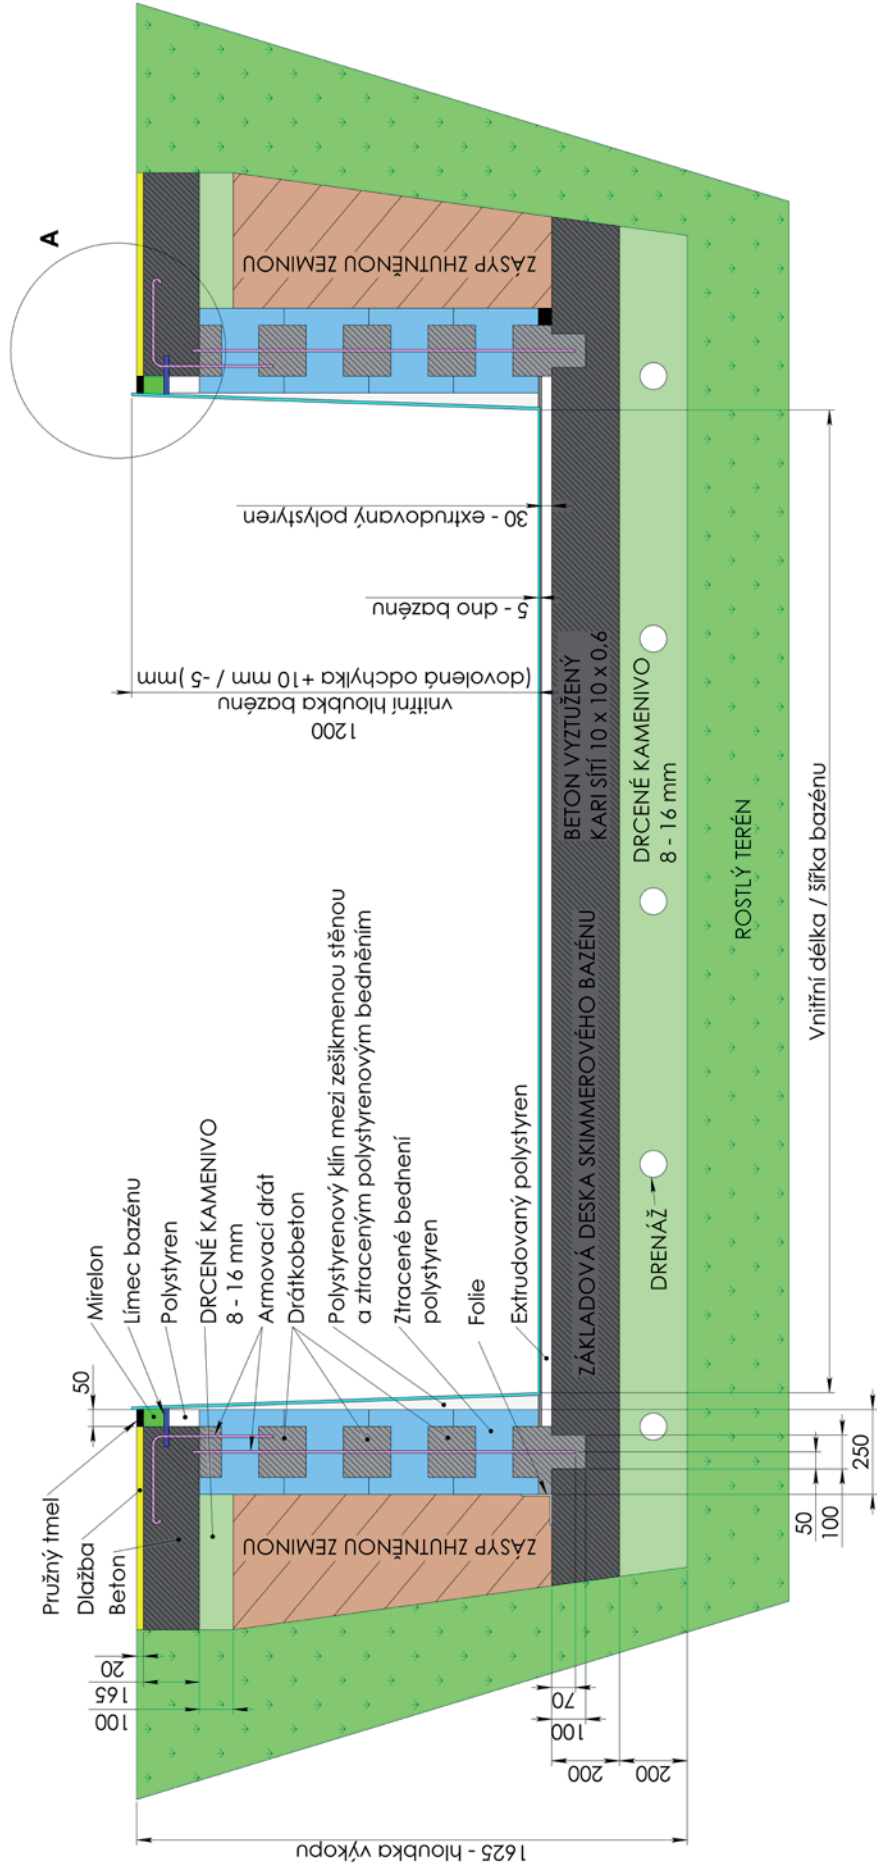 Pružný tmel
Dlažba
Beton
50
Mirelon
Límec bazénu
Polystyren
DRCENÉ KAMENIVO
8 - 16 mm
Armovací drát
Drátkobeton
Polystyrenový klín mezi zešikmenou stěnou
a ztraceným polystyrenovým bedněním
Ztracené bednení
polystyren
Folie
Extrudovaný polystyren
A
20
165
100
ZÁSYP ZHUTNĚNOU ZEMINOU
ZÁSYP ZHUTNĚNOU ZEMINOU
1200
vnitřní hloubka bazénu
(dovolená odchylka +10 mm / -5 )mm
5 - dno bazénu
30 - extrudovaný polystyren
70
100
200
200
1625 - hloubka výkopu
ZÁKLADOVÁ DESKA SKIMMEROVÉHO BAZÉNU
BETON VYZTUŽENÝ
KARI SÍTÍ 10 x 10 x 0,6
DRENÁŽ
DRCENÉ KAMENIVO
8 - 16 mm
ROSTLÝ TERÉN
50
100
250
Vnitřní délka / šířka bazénu